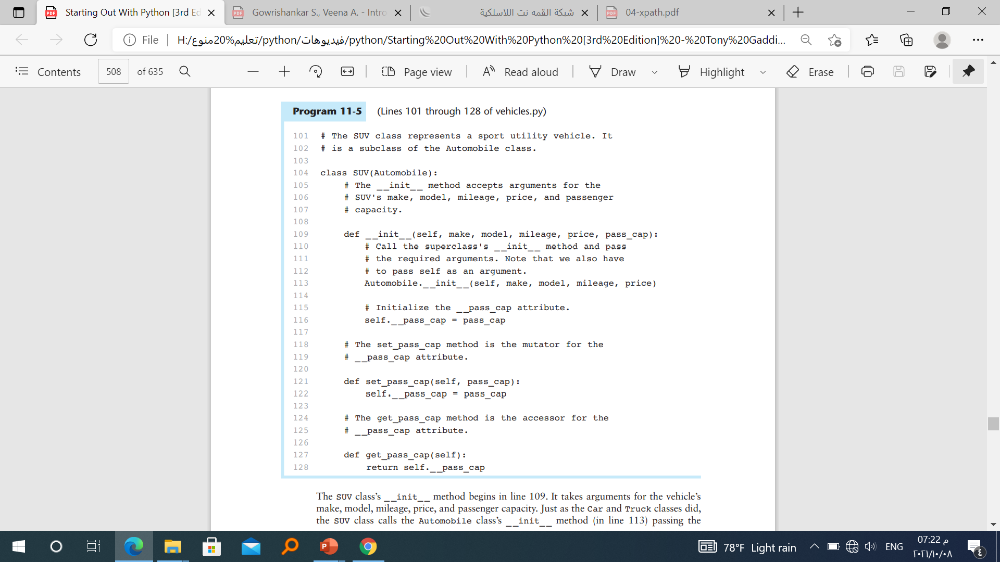 Starting Out With Python [3rd Ed
Gowrishankar S., Veena A. - Intro
شبكة القمه نت اللاسلكية
04-xpath.pdf
File
H:/تعليم%20منوع/python/فيديوهات/python/Starting%20Out%20With%20Python%20[3rd%20Edition]%20-%20Tony%20Gaddi...
Contents
508
of 635
Page view
Read aloud
Draw
Highlight
Erase
Program 11-5 (Lines 101 through 128 of vehicles.py)
101 # The SUV class represents a sport utility vehicle. It
102 # is a subclass of the Automobile class.
103
104 class SUV(Automobile):
105 # The __init__ method accepts arguments for the
106 # SUV's make, model, mileage, price, and passenger
107 # capacity.
108
109 def __init__(self, make, model, mileage, price, pass_cap):
110 # Call the superclass's __init__ method and pass
111 # the required arguments. Note that we also have
112 # to pass self as an argument.
113 Automobile.__init__(self, make, model, mileage, price)
114
115 # Initialize the __pass_cap attribute.
116 self.__pass_cap = pass_cap
117
118 # The set_pass_cap method is the mutator for the
119 # __pass_cap attribute.
120
121 def set_pass_cap(self, pass_cap):
122 self.__pass_cap = pass_cap
123
124 # The get_pass_cap method is the accessor for the
125 # __pass_cap attribute.
126
127 def get_pass_cap(self):
128 return self.__pass_cap
The SUV class's __init__ method begins in line 109. It takes arguments for the vehicle's
make, model, mileage, price, and passenger capacity. Just as the Car and Truck classes did,
the SUV class calls the Automobile class's __init__ method (in line 113) passing the
78°F Light rain
ENG
07:22 م
٢٠٢١/١٠/٠٨
٤